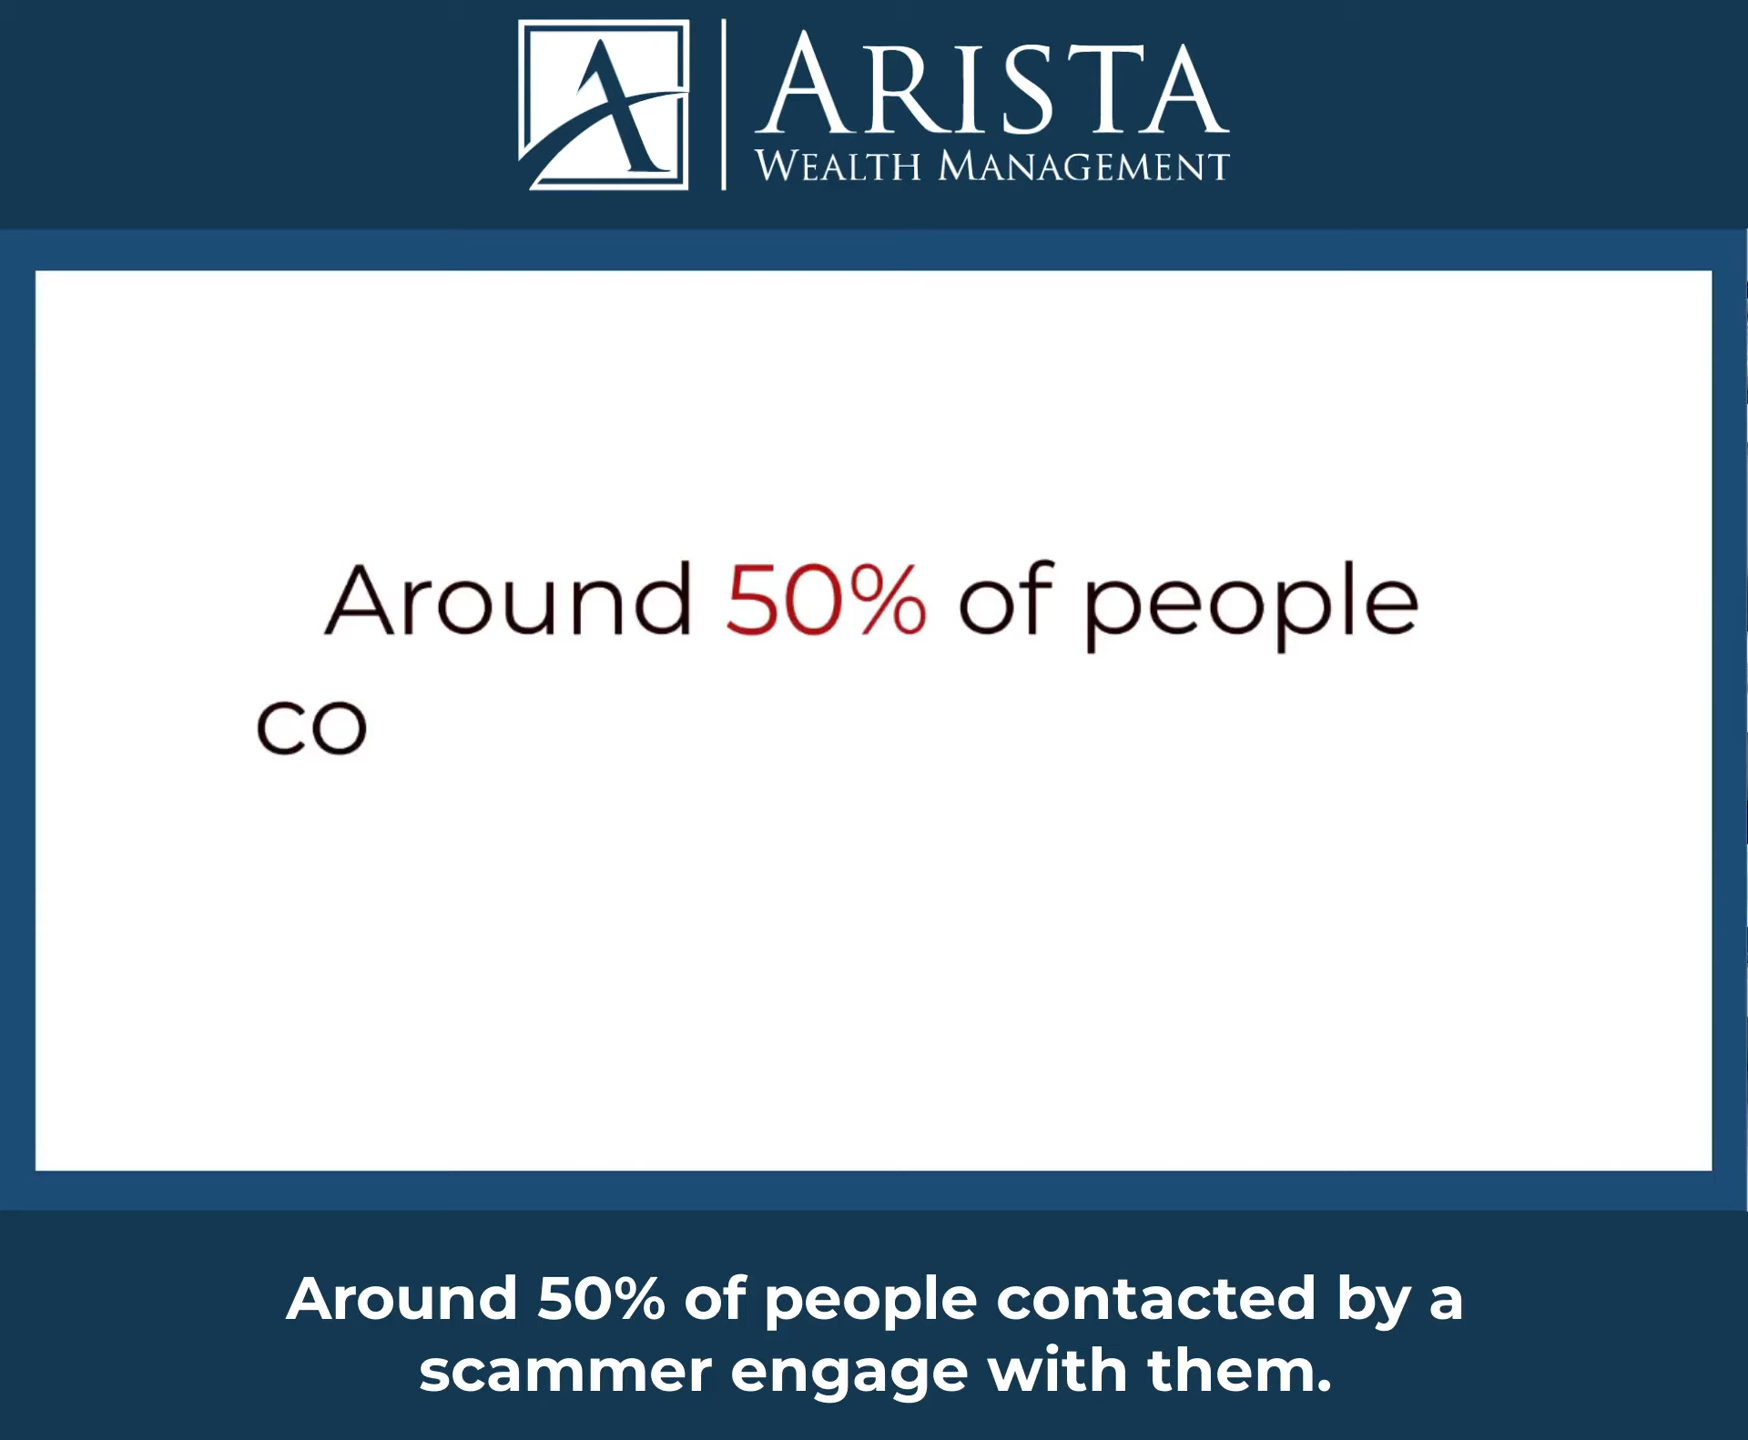 ARISTA
WEALTH MANAGEMENT
Around 50% of people
co
Around 50% of people contacted by a
scammer engage with them.